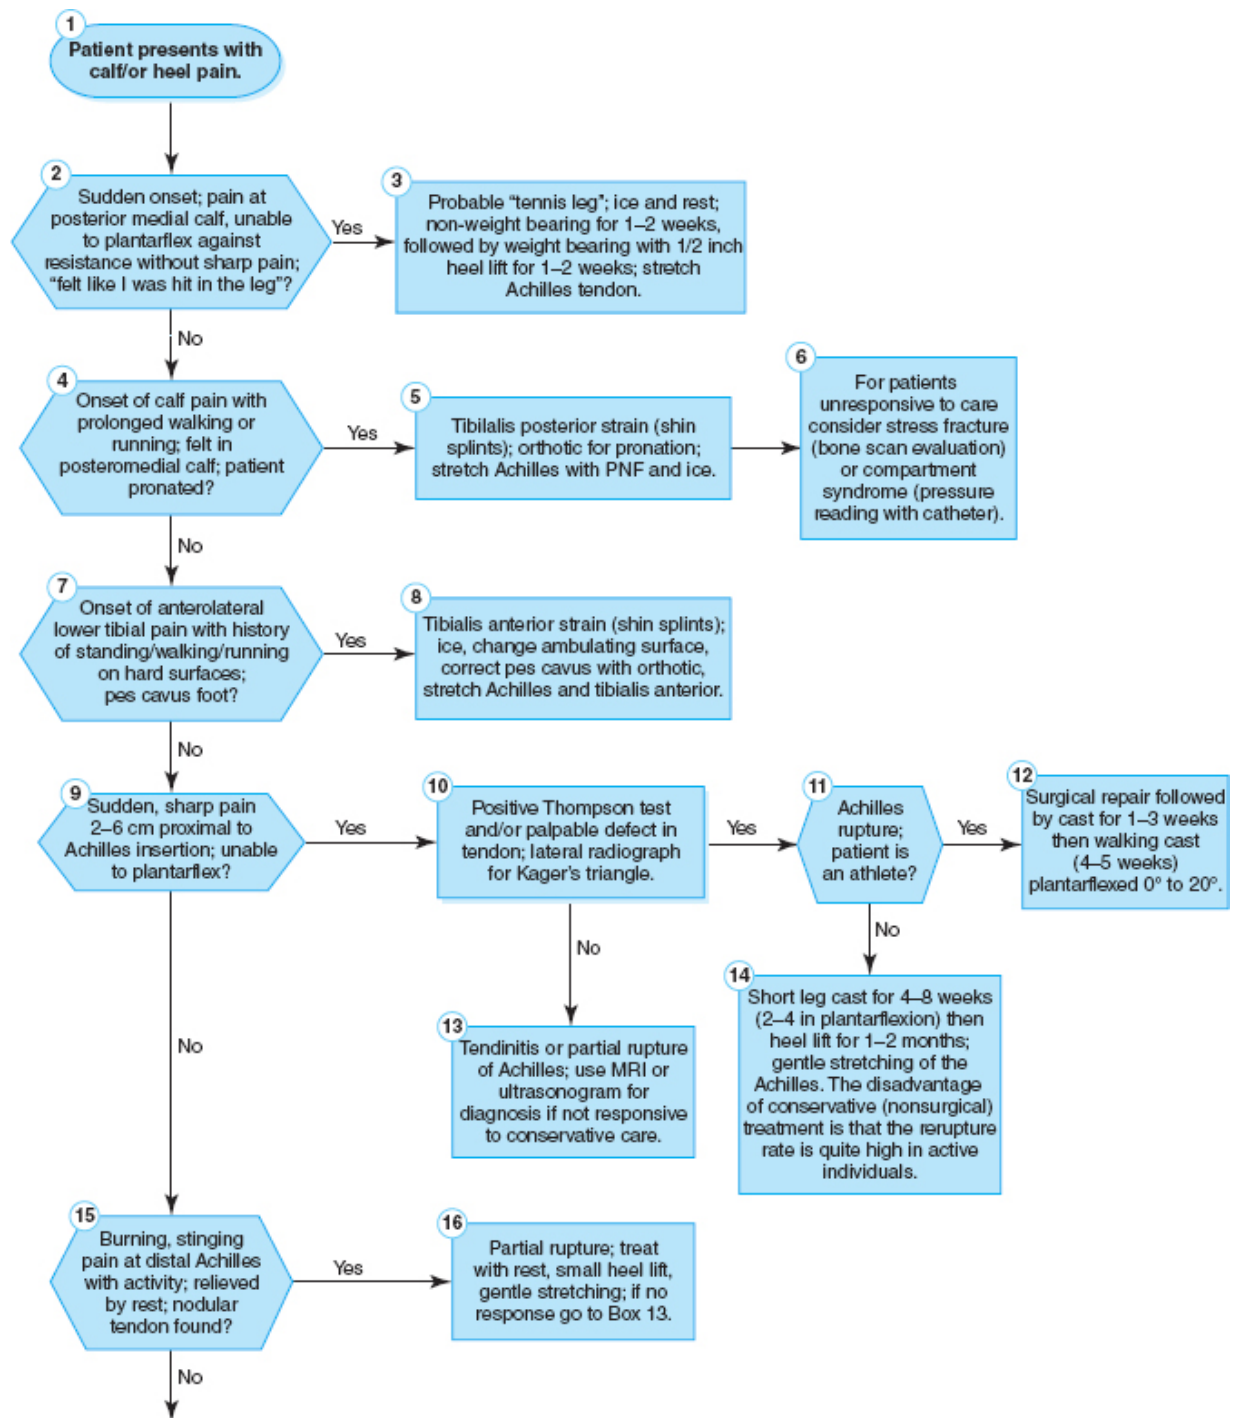 1
Patient presents with
calf/or heel pain.
2
Sudden onset; pain at
posterior medial calf, unable
to plantarflex against
resistance without sharp pain;
“felt like I was hit in the leg”?
Yes
3
Probable “tennis leg”; ice and rest;
non-weight bearing for 1–2 weeks,
followed by weight bearing with 1/2 inch
heel lift for 1–2 weeks; stretch
Achilles tendon.
No
4
Onset of calf pain with
prolonged walking or
running; felt in
posteromedial calf; patient
pronated?
Yes
5
Tibilalis posterior strain (shin
splints); orthotic for pronation;
stretch Achilles with PNF and ice.
6
For patients
unresponsive to care
consider stress fracture
(bone scan evaluation)
or compartment
syndrome (pressure
reading with catheter).
No
7
Onset of anterolateral
lower tibial pain with history
of standing/walking/running
on hard surfaces;
pes cavus foot?
Yes
8
Tibialis anterior strain (shin splints);
ice, change ambulating surface,
correct pes cavus with orthotic,
stretch Achilles and tibialis anterior.
No
9
Sudden, sharp pain
2–6 cm proximal to
Achilles insertion; unable
to plantarflex?
Yes
10
Positive Thompson test
and/or palpable defect in
tendon; lateral radiograph
for Kager’s triangle.
Yes
11
Achilles
rupture;
patient is
an athlete?
Yes
12
Surgical repair followed
by cast for 1–3 weeks
then walking cast
(4–5 weeks)
plantarflexed 0° to 20°.
No
13
Tendinitis or partial rupture
of Achilles; use MRI or
ultrasonogram for
diagnosis if not responsive
to conservative care.
No
14
Short leg cast for 4–8 weeks
(2–4 in plantarflexion) then
heel lift for 1–2 months;
gentle stretching of the
Achilles. The disadvantage
of conservative (nonsurgical)
treatment is that the rerupture
rate is quite high in active
individuals.
No
15
Burning, stinging
pain at distal Achilles
with activity; relieved
by rest; nodular
tendon found?
Yes
16
Partial rupture; treat
with rest, small heel lift,
gentle stretching; if no
response go to Box 13.
No